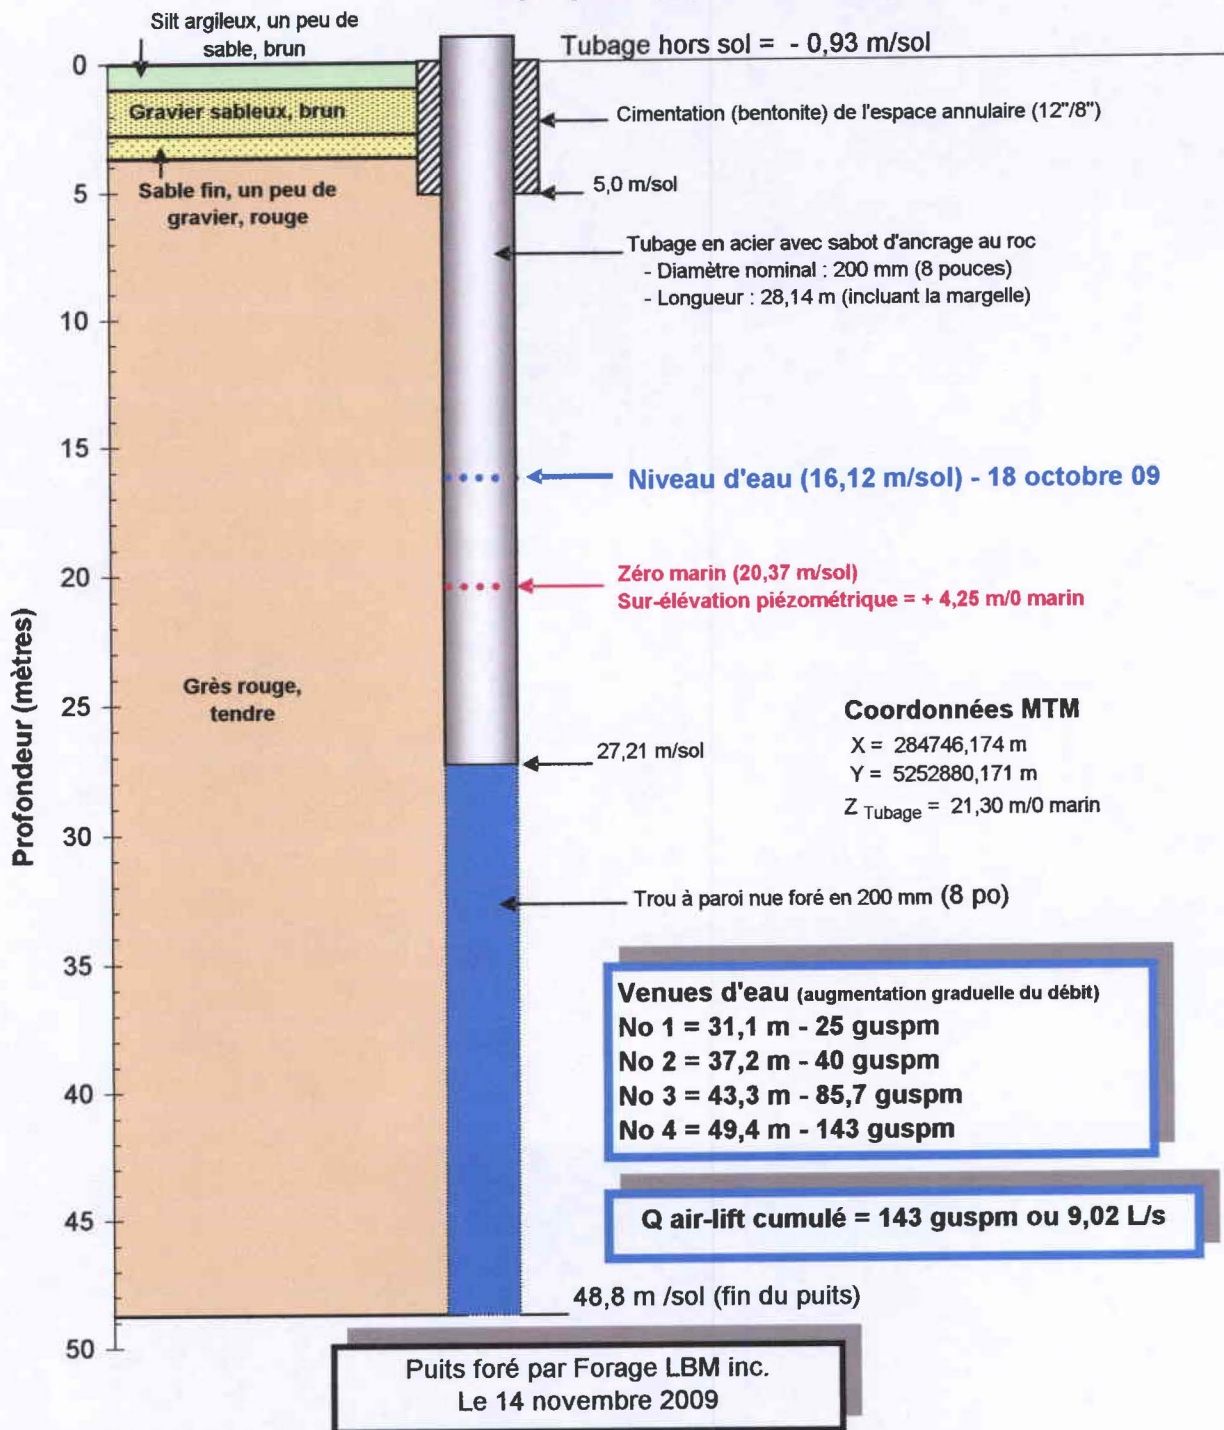 Silt argileux, un peu de
sable, brun
Tubage hors sol = - 0,93 m/sol
0
Gravier sableux, brun
Cimentation (bentonite) de l'espace annulaire (12"/8")
5
Sable fin, un peu de
gravier, rouge
5,0 m/sol
Tubage en acier avec sabot d'ancrage au roc
- Diamètre nominal : 200 mm (8 pouces)
- Longueur : 28,14 m (incluant la margelle)
10
15
Niveau d'eau (16,12 m/sol) - 18 octobre 09
20
Zéro marin (20,37 m/sol)
Sur-élévation piézométrique = + 4,25 m/0 marin
Profondeur (mètres)
Grès rouge,
tendre
25
27,21 m/sol
Coordonnées MTM
X = 284746,174 m
Y = 5252880,171 m
Z Tubage = 21,30 m/0 marin
30
Trou à paroi nue foré en 200 mm (8 po)
35
Venues d'eau (augmentation graduelle du débit)
No 1 = 31,1 m - 25 guspm
No 2 = 37,2 m - 40 guspm
No 3 = 43,3 m - 85,7 guspm
No 4 = 49,4 m - 143 guspm
40
45
Q air-lift cumulé = 143 guspm ou 9,02 L/s
48,8 m /sol (fin du puits)
50
Puits foré par Forage LBM inc.
Le 14 novembre 2009